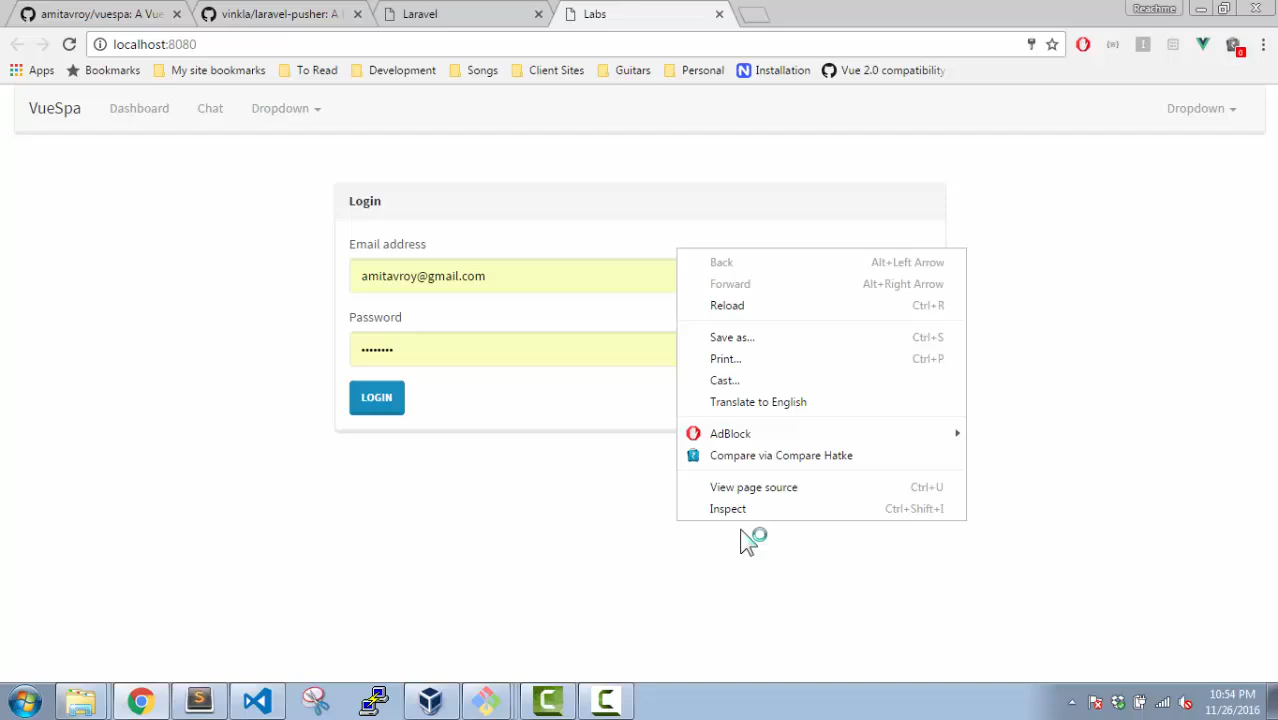 amitavroy/vuespa: A Vue
vinkla/laravel-pusher: A
Laravel
Labs
Reachme
localhost:8080
Apps
Bookmarks
My site bookmarks
To Read
Development
Songs
Client Sites
Guitars
Personal
Installation
Vue 2.0 compatibility
VueSpa
Dashboard
Chat
Dropdown
Dropdown
Login
Email address
amitavroy@gmail.com
Password
••••••••
LOGIN
Back Alt+Left Arrow
Forward Alt+Right Arrow
Reload Ctrl+R
Save as... Ctrl+S
Print... Ctrl+P
Cast...
Translate to English
AdBlock
Compare via Compare Hatke
View page source Ctrl+U
Inspect Ctrl+Shift+I
10:54 PM
11/26/2016